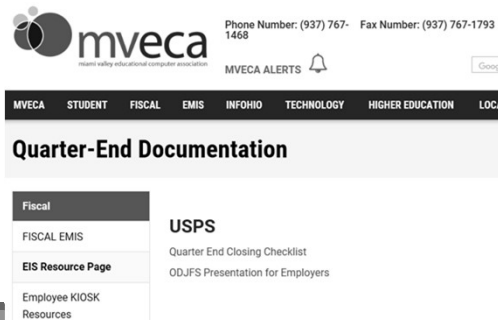 mveca
miami valley educational computer association
Phone Number: (937) 767-1468
Fax Number: (937) 767-1793
MVECA ALERTS
Goog
MVECA STUDENT FISCAL EMIS INFOHIO TECHNOLOGY HIGHER EDUCATION LOCA
Quarter-End Documentation
Fiscal
FISCAL EMIS
EIS Resource Page
Employee KIOSK
Resources
USPS
Quarter End Closing Checklist
ODJFS Presentation for Employers